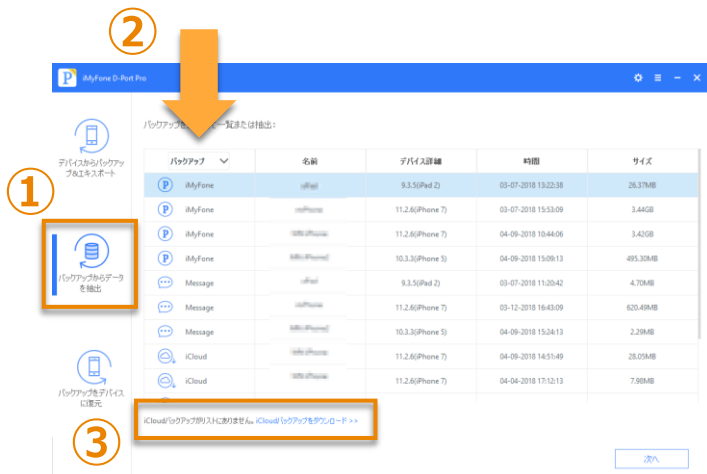 ②
iMyFone D-Port Pro
バックアップを
て一覧または抽出:
デバイスからバックアッ
プ&エキスポート
バックアップ 名前 デバイス詳細 時間 サイズ
iMyFone 9.3.5(iPad 2) 03-07-2018 13:22:38 26.37MB
①
iMyFone 11.2.6(iPhone 7) 03-07-2018 15:53:09 3.44GB
iMyFone 11.2.6(iPhone 7) 04-09-2018 10:44:06 3.42GB
iMyFone 10.3.3(iPhone 5) 04-09-2018 15:09:13 495.30MB
バックアップからデータ
を抽出
Message 9.3.5(iPad 2) 03-07-2018 11:20:42 4.70MB
Message 11.2.6(iPhone 7) 03-12-2018 16:43:09 620.49MB
Message 10.3.3(iPhone 5) 04-09-2018 15:24:13 2.29MB
iCloud 11.2.6(iPhone 7) 04-09-2018 14:51:49 28.05MB
iCloud 11.2.6(iPhone 7) 04-04-2018 17:12:13 7.98MB
バックアップをデバイス
に復元
iCloudバックアップがリストにありません。iCloudバックアップをダウンロード >>
③
次へ